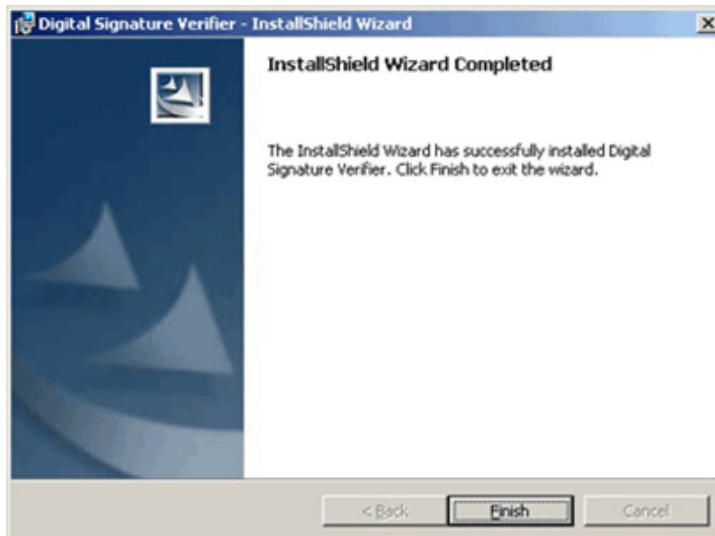 Digital Signature Verifier - InstallShield Wizard
InstallShield Wizard Completed
The InstallShield Wizard has successfully installed Digital
Signature Verifier. Click Finish to exit the wizard.
< Back Finish Cancel